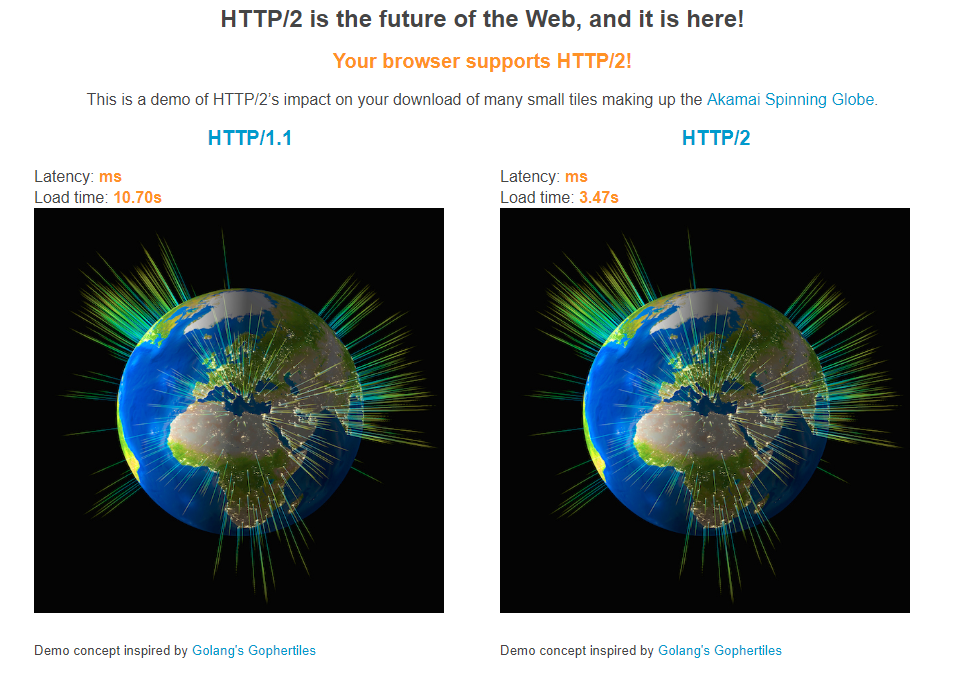 HTTP/2 is the future of the Web, and it is here!
Your browser supports HTTP/2!
This is a demo of HTTP/2’s impact on your download of many small tiles making up the Akamai Spinning Globe.
HTTP/1.1
Latency: ms
Load time: 10.70s
Demo concept inspired by Golang's Gophertiles
HTTP/2
Latency: ms
Load time: 3.47s
Demo concept inspired by Golang's Gophertiles